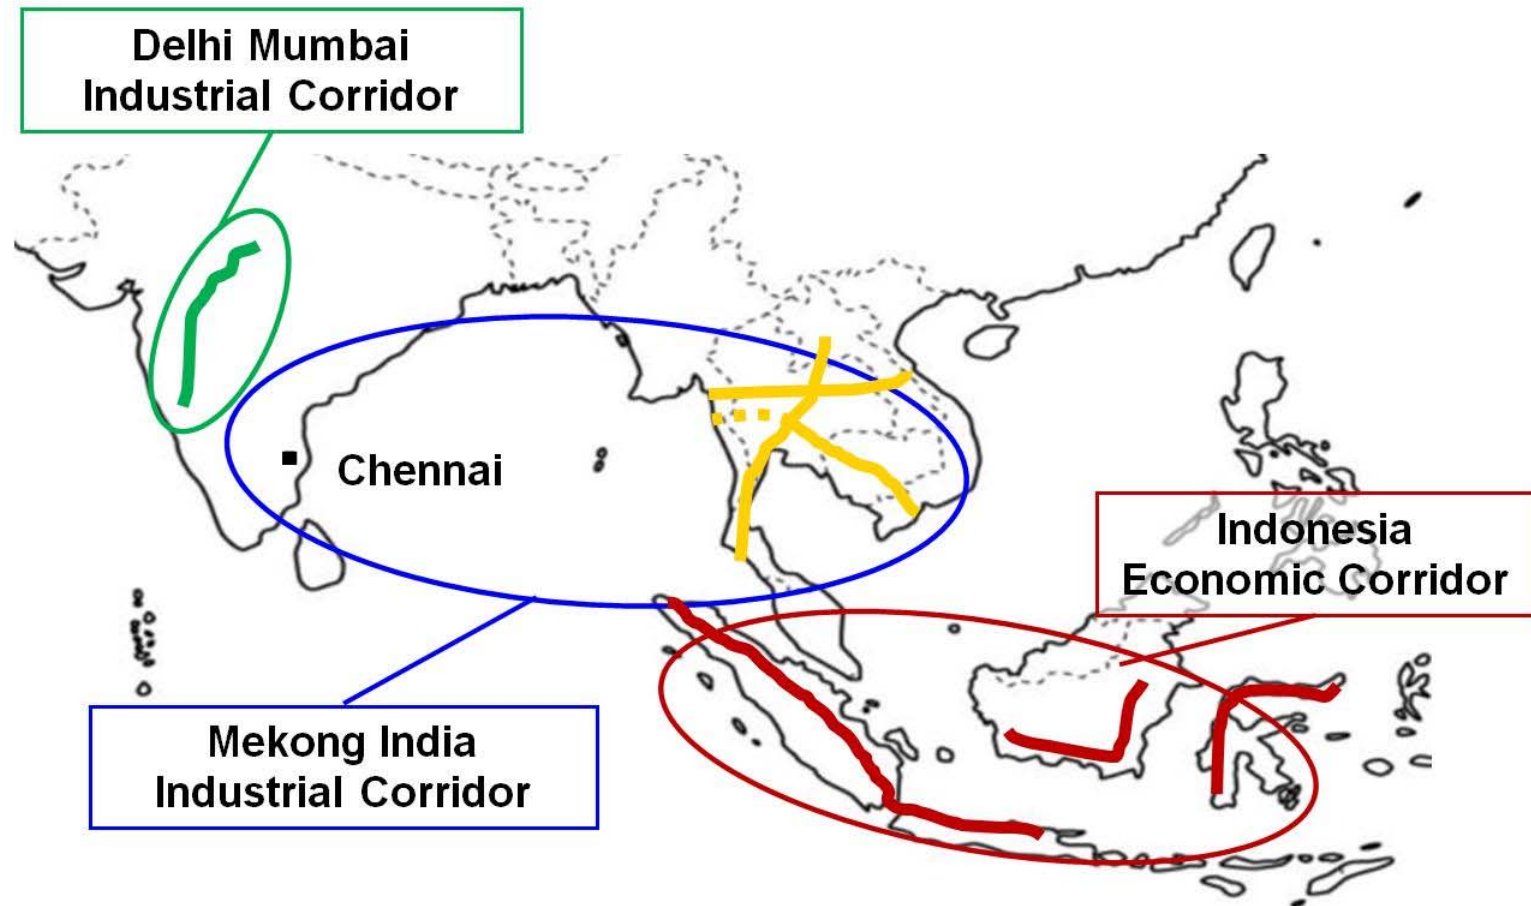 Delhi Mumbai
Industrial Corridor
Chennai
Indonesia
Economic Corridor
Mekong India
Industrial Corridor